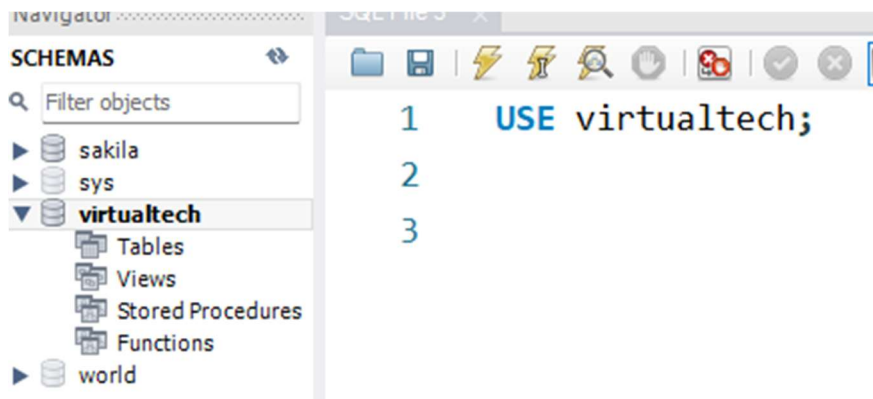 Navigator
SQL File 3
SCHEMAS
Filter objects
sakila
sys
virtualtech
Tables
Views
Stored Procedures
Functions
world
1 USE virtualtech;
2
3